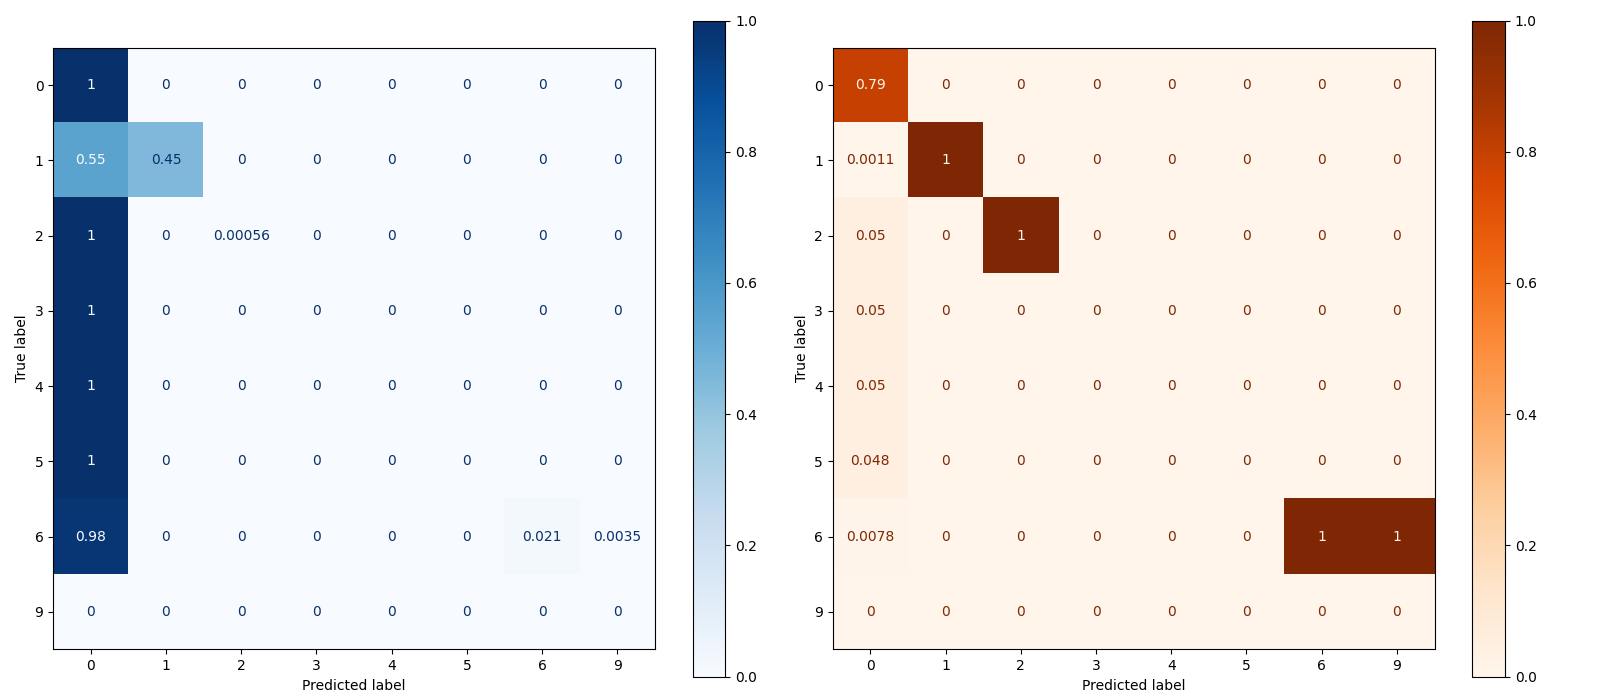 1.0
0 1 0 0 0 0 0 0 0
1 0.55 0.45 0 0 0 0 0 0
0.8
2 1 0 0.00056 0 0 0 0 0
0.6
3 1 0 0 0 0 0 0 0
True label
4 1 0 0 0 0 0 0 0
0.4
5 1 0 0 0 0 0 0 0
6 0.98 0 0 0 0 0 0.021 0.0035
0.2
9 0 0 0 0 0 0 0 0
0 1 2 3 4 5 6 9
0.0
Predicted label
1.0
0 0.79 0 0 0 0 0 0 0
1 0.0011 1 0 0 0 0 0 0
0.8
2 0.05 0 1 0 0 0 0 0
0.6
3 0.05 0 0 0 0 0 0 0
True label
4 0.05 0 0 0 0 0 0 0
0.4
5 0.048 0 0 0 0 0 0 0
6 0.0078 0 0 0 0 0 1 1
0.2
9 0 0 0 0 0 0 0 0
0 1 2 3 4 5 6 9
0.0
Predicted label